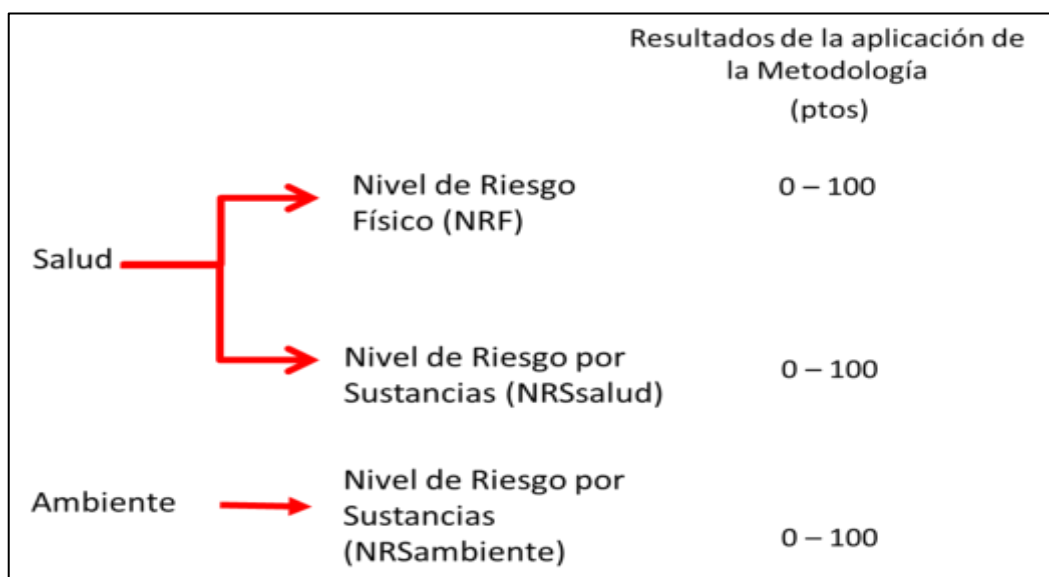 Resultados de la aplicación de
la Metodología
(ptos)
Salud
Nivel de Riesgo
Físico (NRF)
0 – 100
Nivel de Riesgo por
Sustancias (NRSsalud)
0 – 100
Ambiente
Nivel de Riesgo por
Sustancias
(NRSambiente)
0 – 100